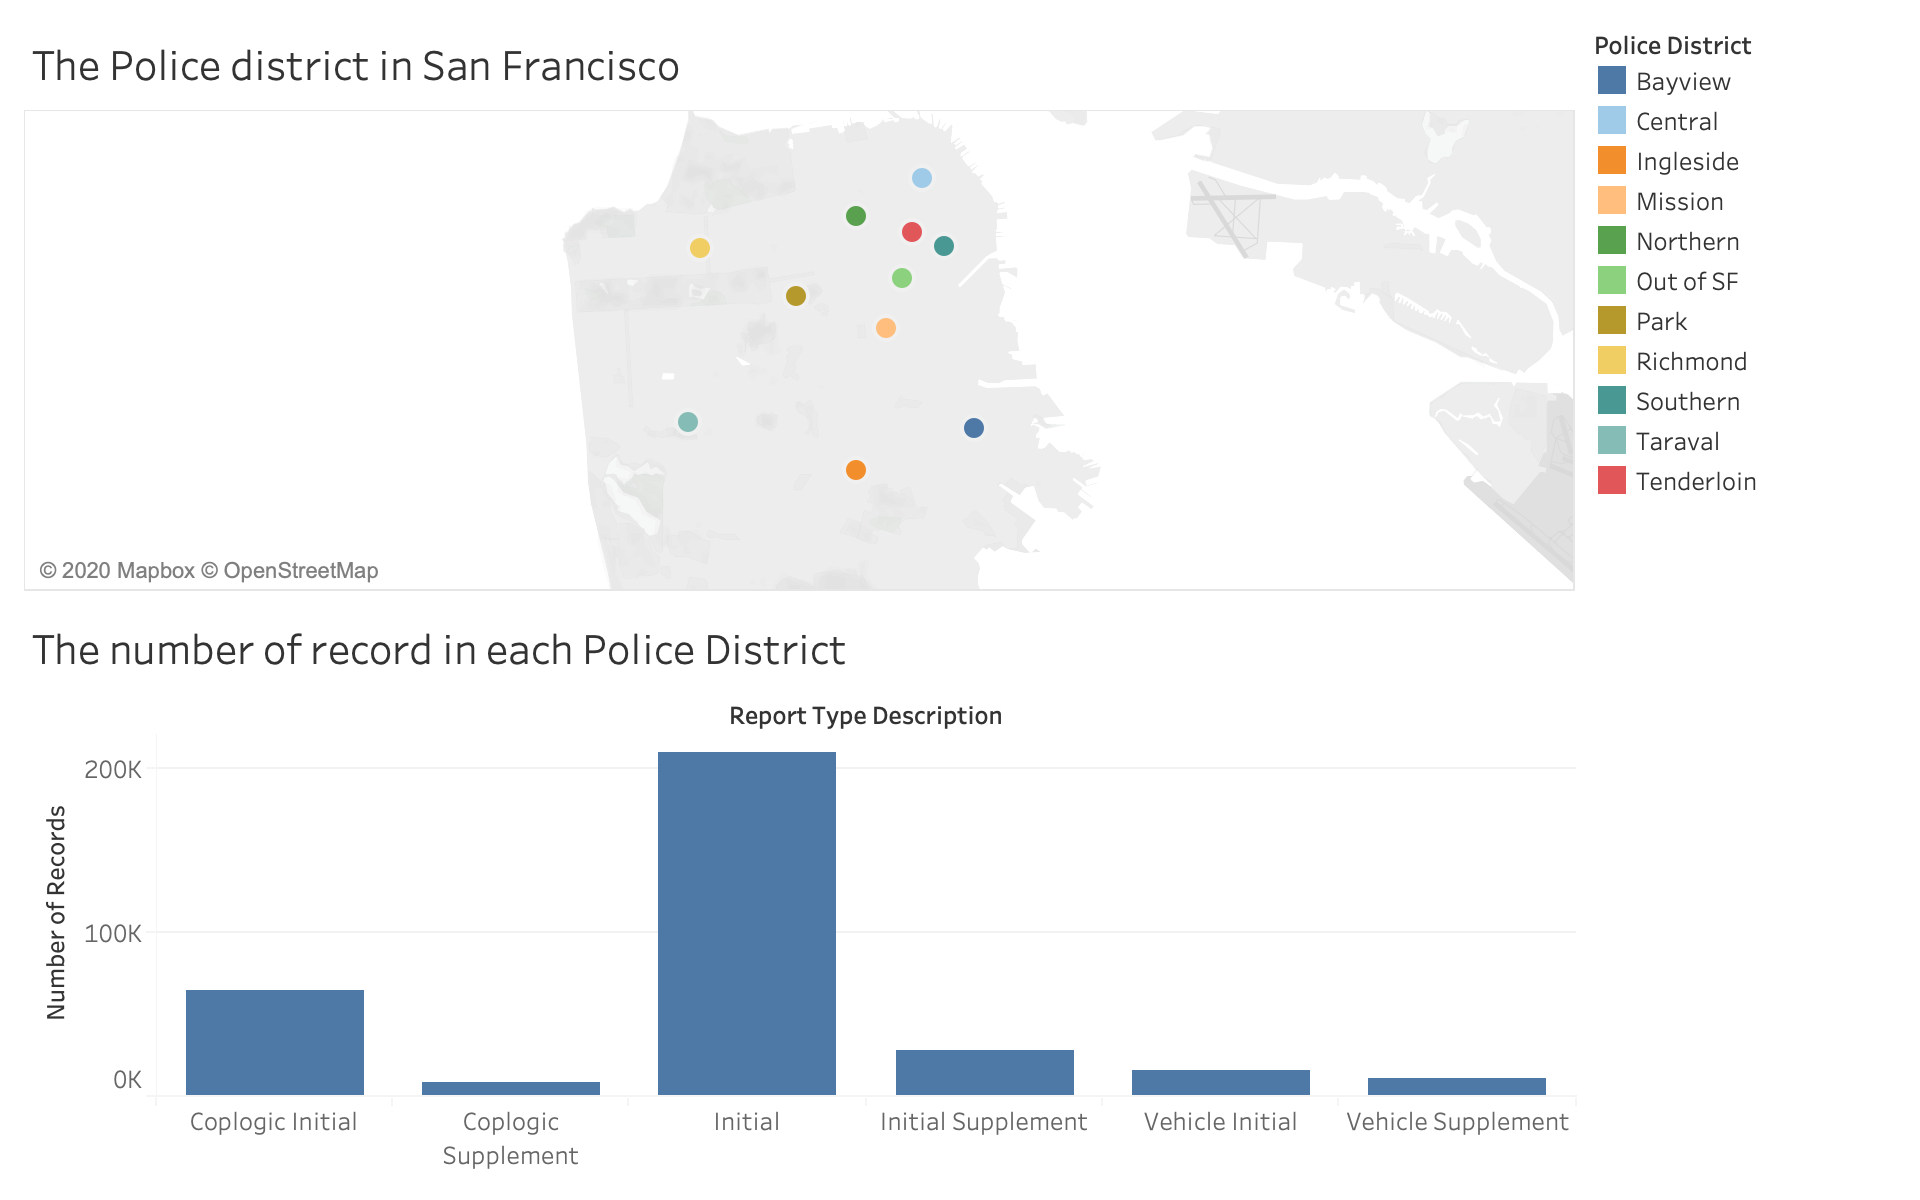 The Police district in San Francisco
Police District
Bayview
Central
Ingleside
Mission
Northern
Out of SF
Park
Richmond
Southern
Taraval
Tenderloin
© 2020 Mapbox © OpenStreetMap
The number of record in each Police District
Report Type Description
Number of Records
200K
100K
0K
Coplogic Initial
Coplogic
Supplement
Initial
Initial Supplement
Vehicle Initial
Vehicle Supplement